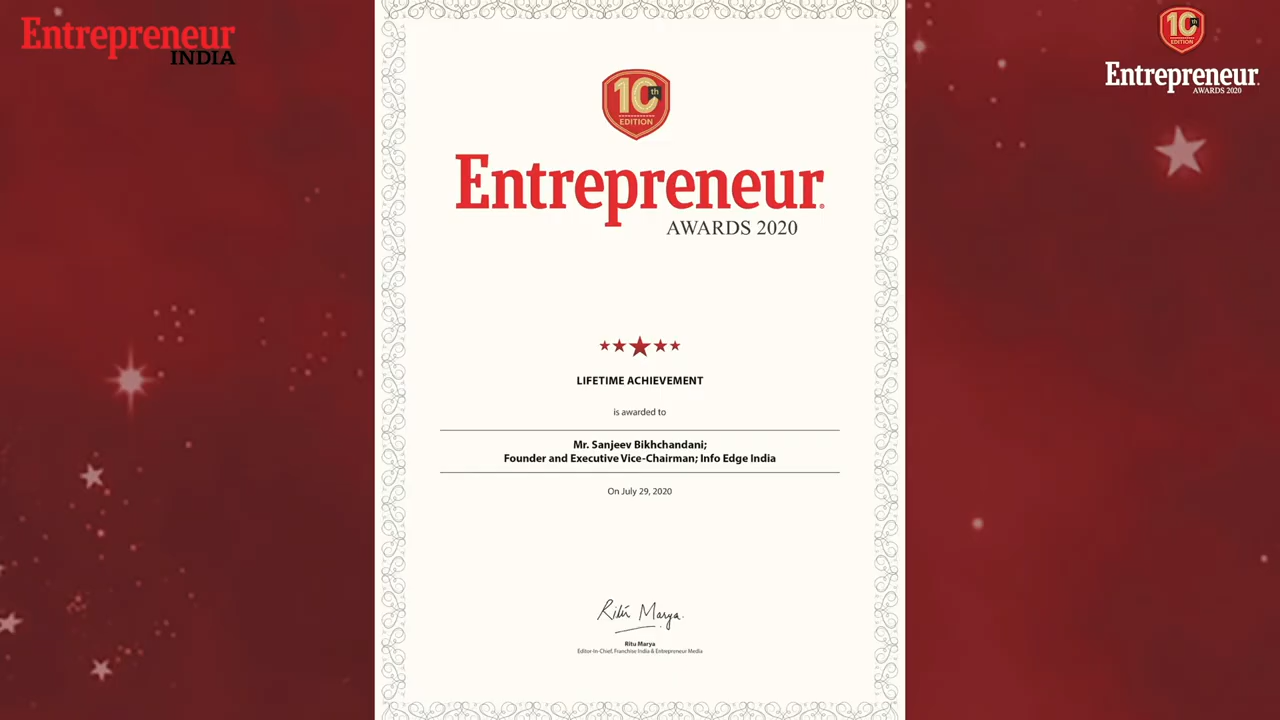 Entrepreneur
INDIA
10th
EDITION
Entrepreneur.
AWARDS 2020
10th
EDITION
Entrepreneur®
AWARDS 2020
LIFETIME ACHIEVEMENT
is awarded to
Mr. Sanjeev Bikhchandani;
Founder and Executive Vice-Chairman; Info Edge India
On July 29, 2020
Ritu Marya.
Ritu Marya
Editor-In-Chief, Franchise India & Entrepreneur Media